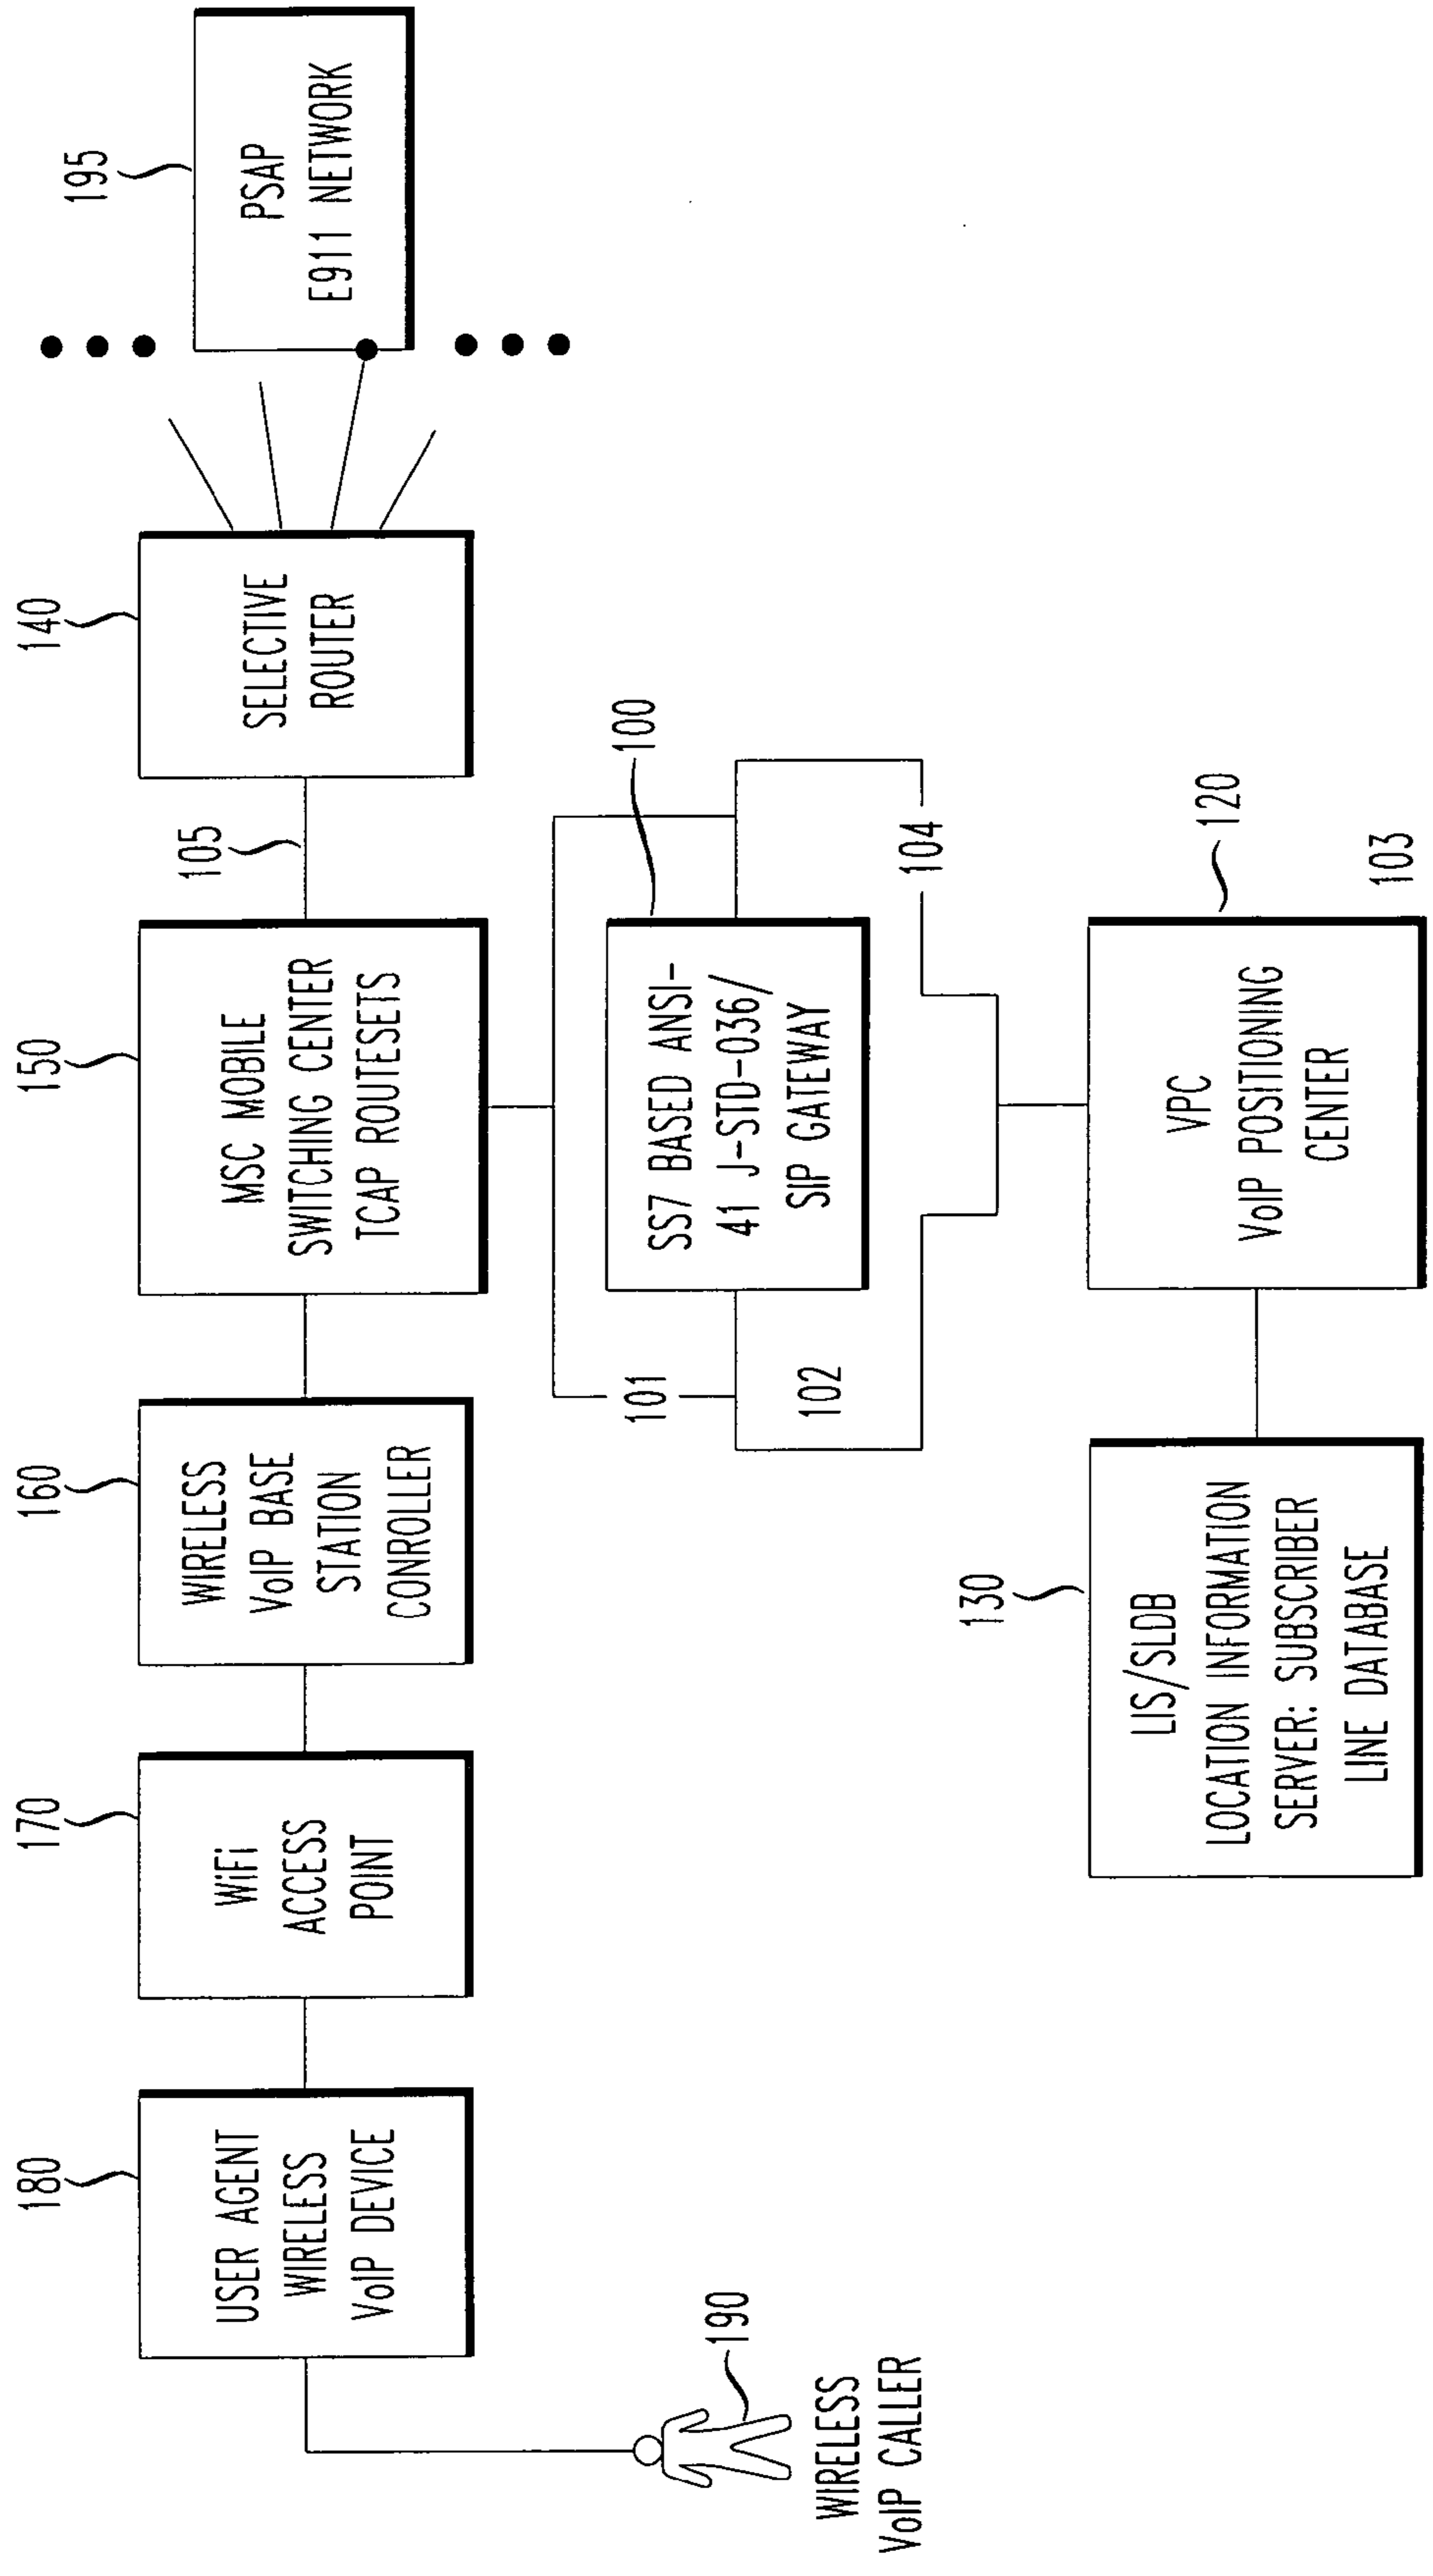 180
USER AGENT
WIRELESS
VoIP DEVICE
170
WiFi
ACCESS
POINT
160
WIRELESS
VoIP BASE
STATION
CONROLLER
150
MSC MOBILE
SWITCHING CENTER
TCAP ROUTESETS
105
140
SELECTIVE
ROUTER
195
PSAP
E911 NETWORK
190
WIRELESS
VoIP CALLER
101
102
100
SS7 BASED ANSI-
41 J-STD-036/
SIP GATEWAY
104
130
LIS/SLDB
LOCATION INFORMATION
SERVER: SUBSCRIBER
LINE DATABASE
120
VPC
VoIP POSITIONING
CENTER
103